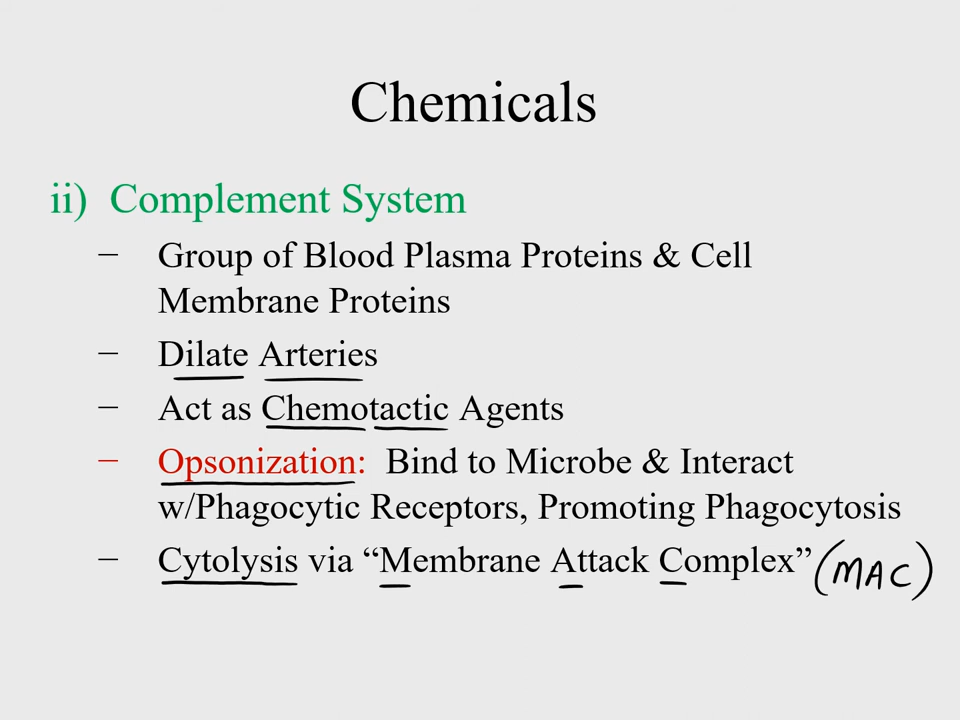 Chemicals
ii) Complement System
– Group of Blood Plasma Proteins & Cell
Membrane Proteins
– Dilate Arteries
– Act as Chemotactic Agents
– Opsonization: Bind to Microbe & Interact
w/Phagocytic Receptors, Promoting Phagocytosis
– Cytolysis via “Membrane Attack Complex” (MAC)